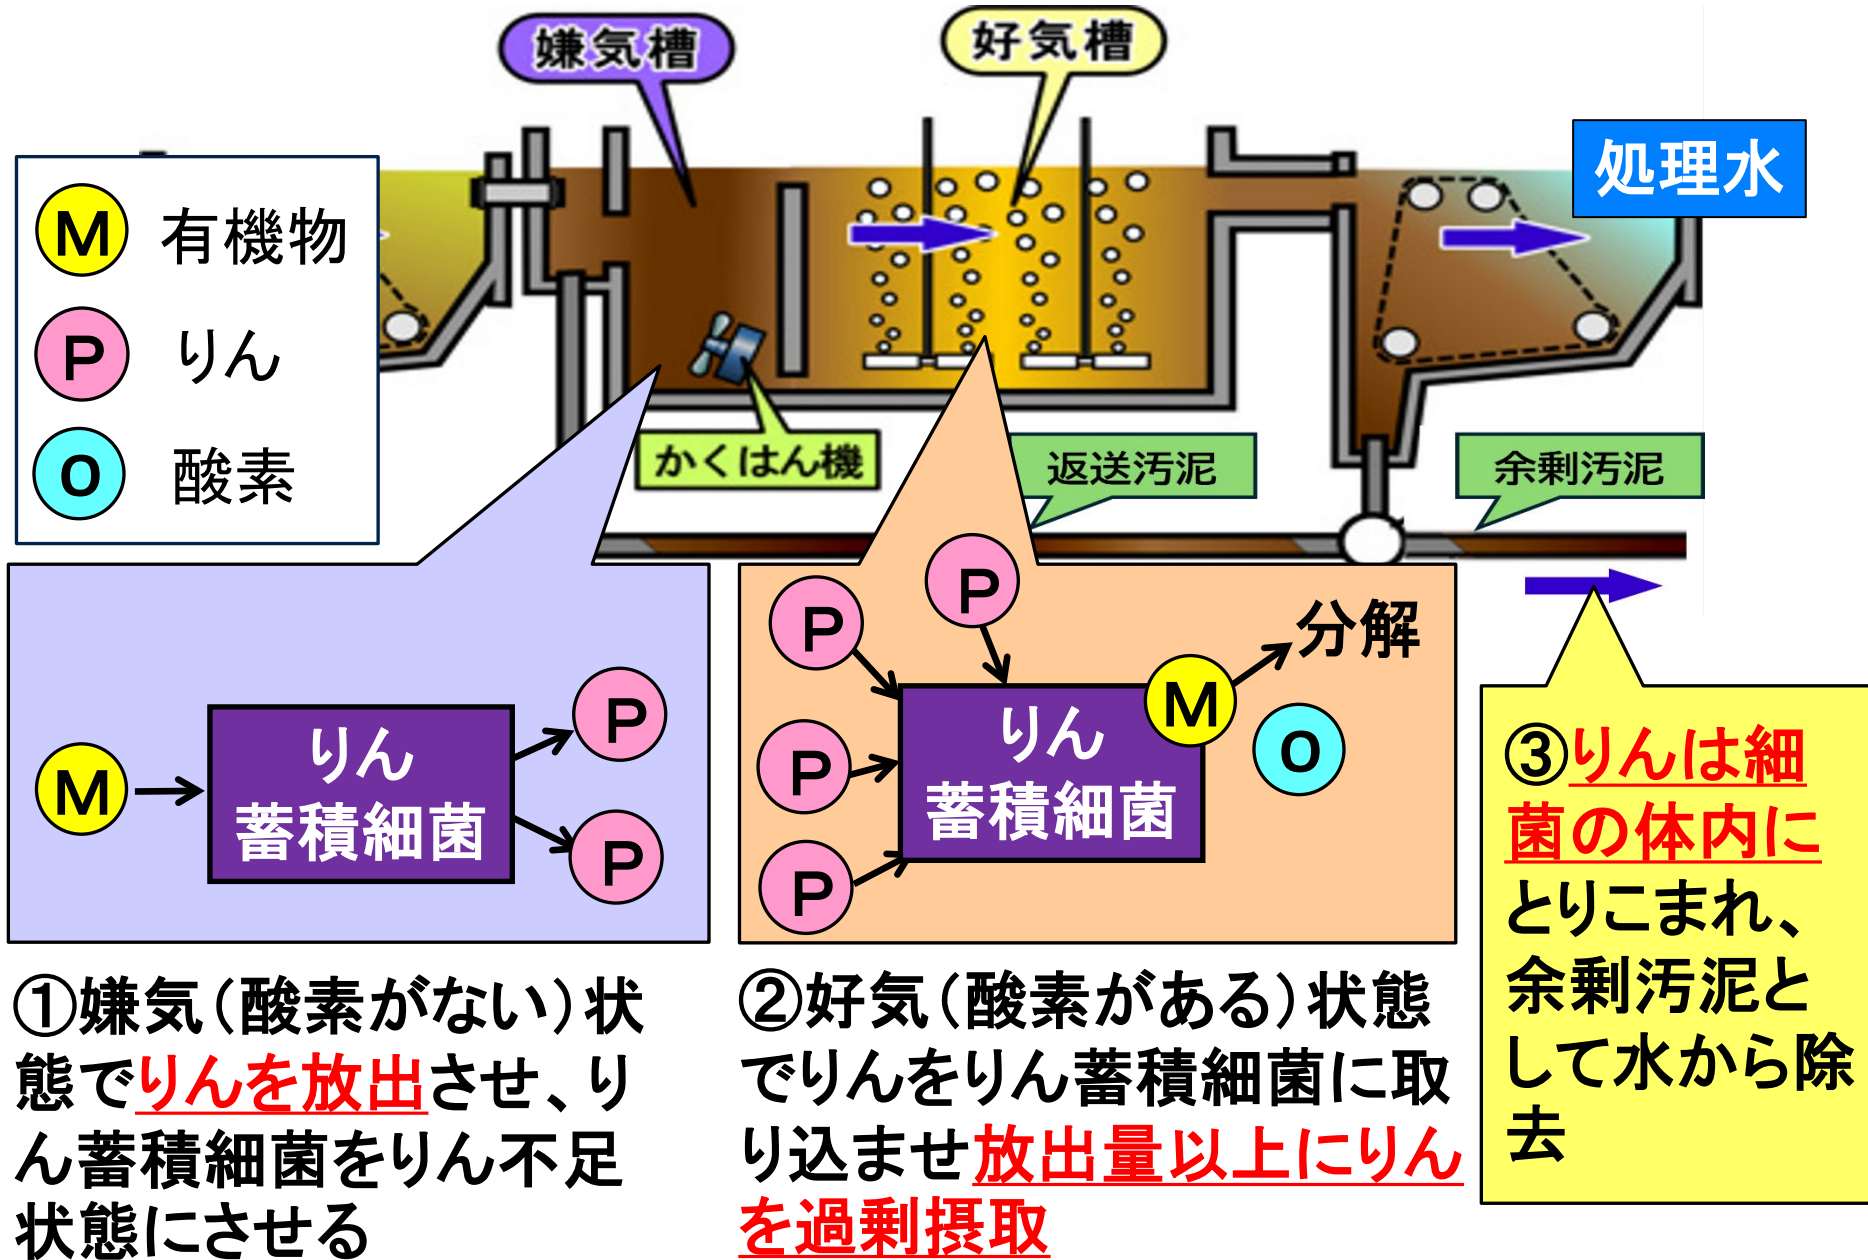 嫌気槽
好気槽
処理水
M 有機物
P りん
O 酸素
かくはん機
返送汚泥
余剰汚泥
M
りん
蓄積細菌
P
P
P
P
P
P
りん
蓄積細菌
M
分解
O
①嫌気（酸素がない）状
態でりんを放出させ、り
ん蓄積細菌をりん不足
状態にさせる
②好気（酸素がある）状態
でりんをりん蓄積細菌に取
り込ませ放出量以上にりん
を過剰摂取
③りんは細
菌の体内に
とりこまれ、
余剰汚泥と
して水から除
去